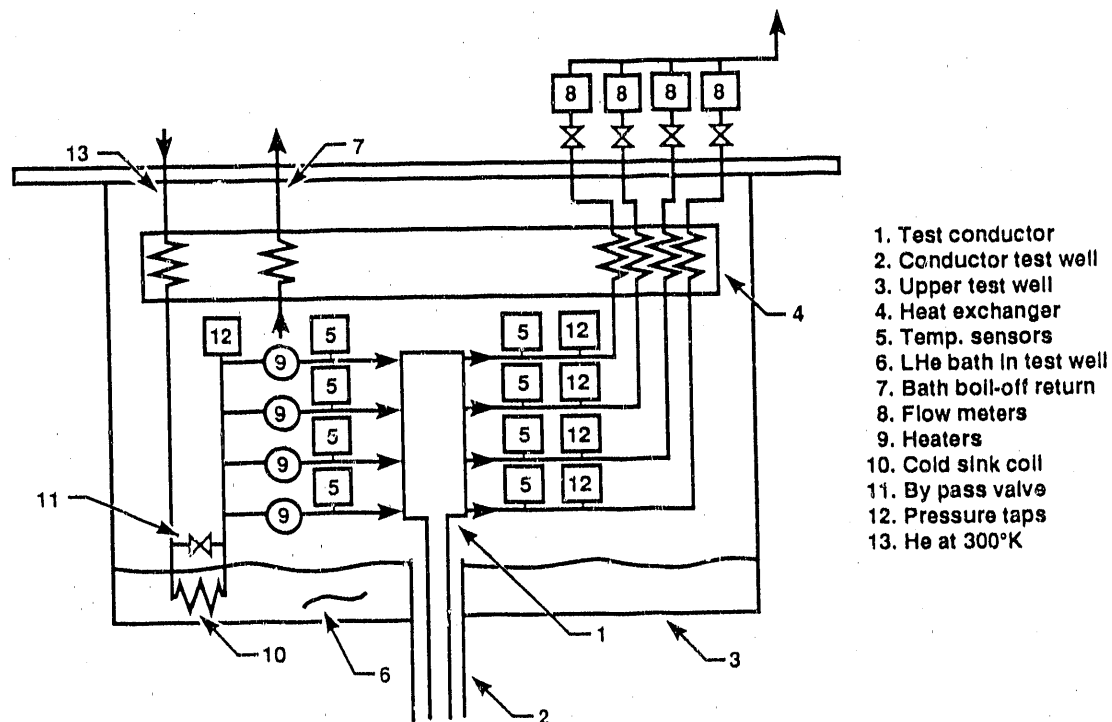 8 8 8 8
13
7
4
12
9 5
5 12
9 5
5 12
9 5
5 12
9 5
5 12
11
10
6
1
2
3
1. Test conductor
2. Conductor test well
3. Upper test well
4. Heat exchanger
5. Temp. sensors
6. LHe bath in test well
7. Bath boil-off return
8. Flow meters
9. Heaters
10. Cold sink coil
11. By pass valve
12. Pressure taps
13. He at 300°K